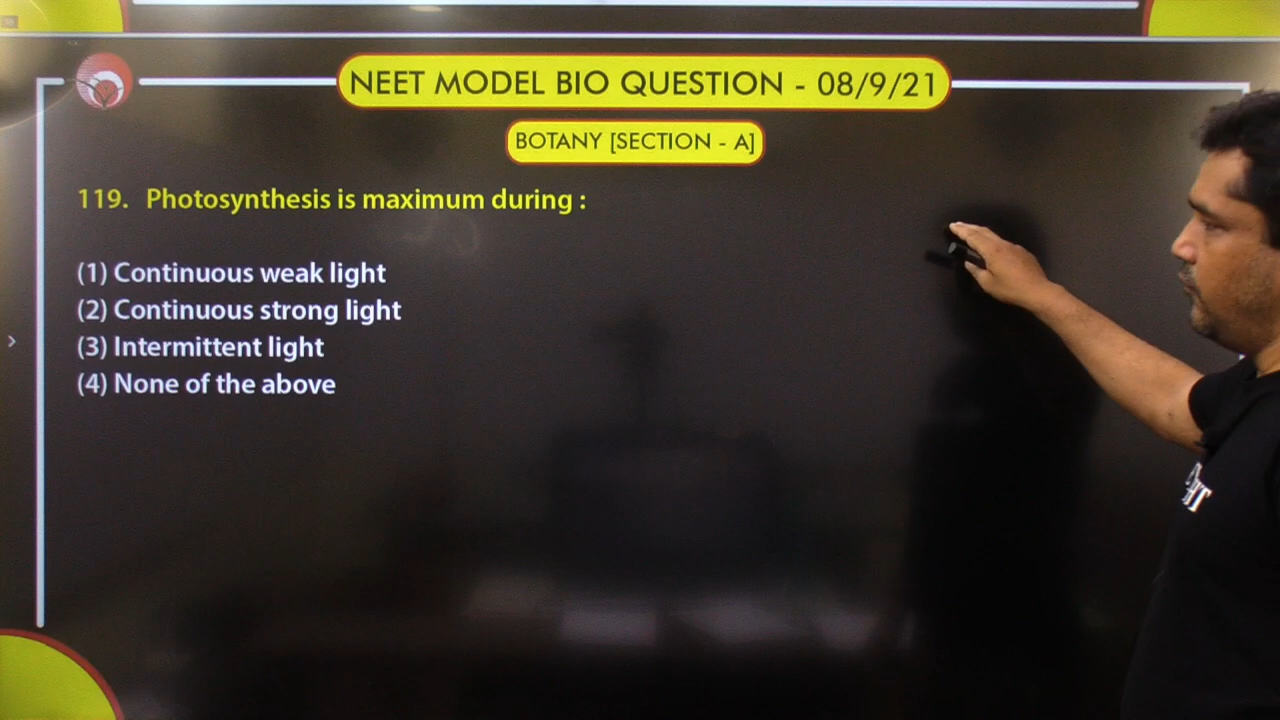 NEET MODEL BIO QUESTION - 08/9/21
BOTANY [SECTION - A]
119. Photosynthesis is maximum during :
(1) Continuous weak light
(2) Continuous strong light
(3) Intermittent light
(4) None of the above